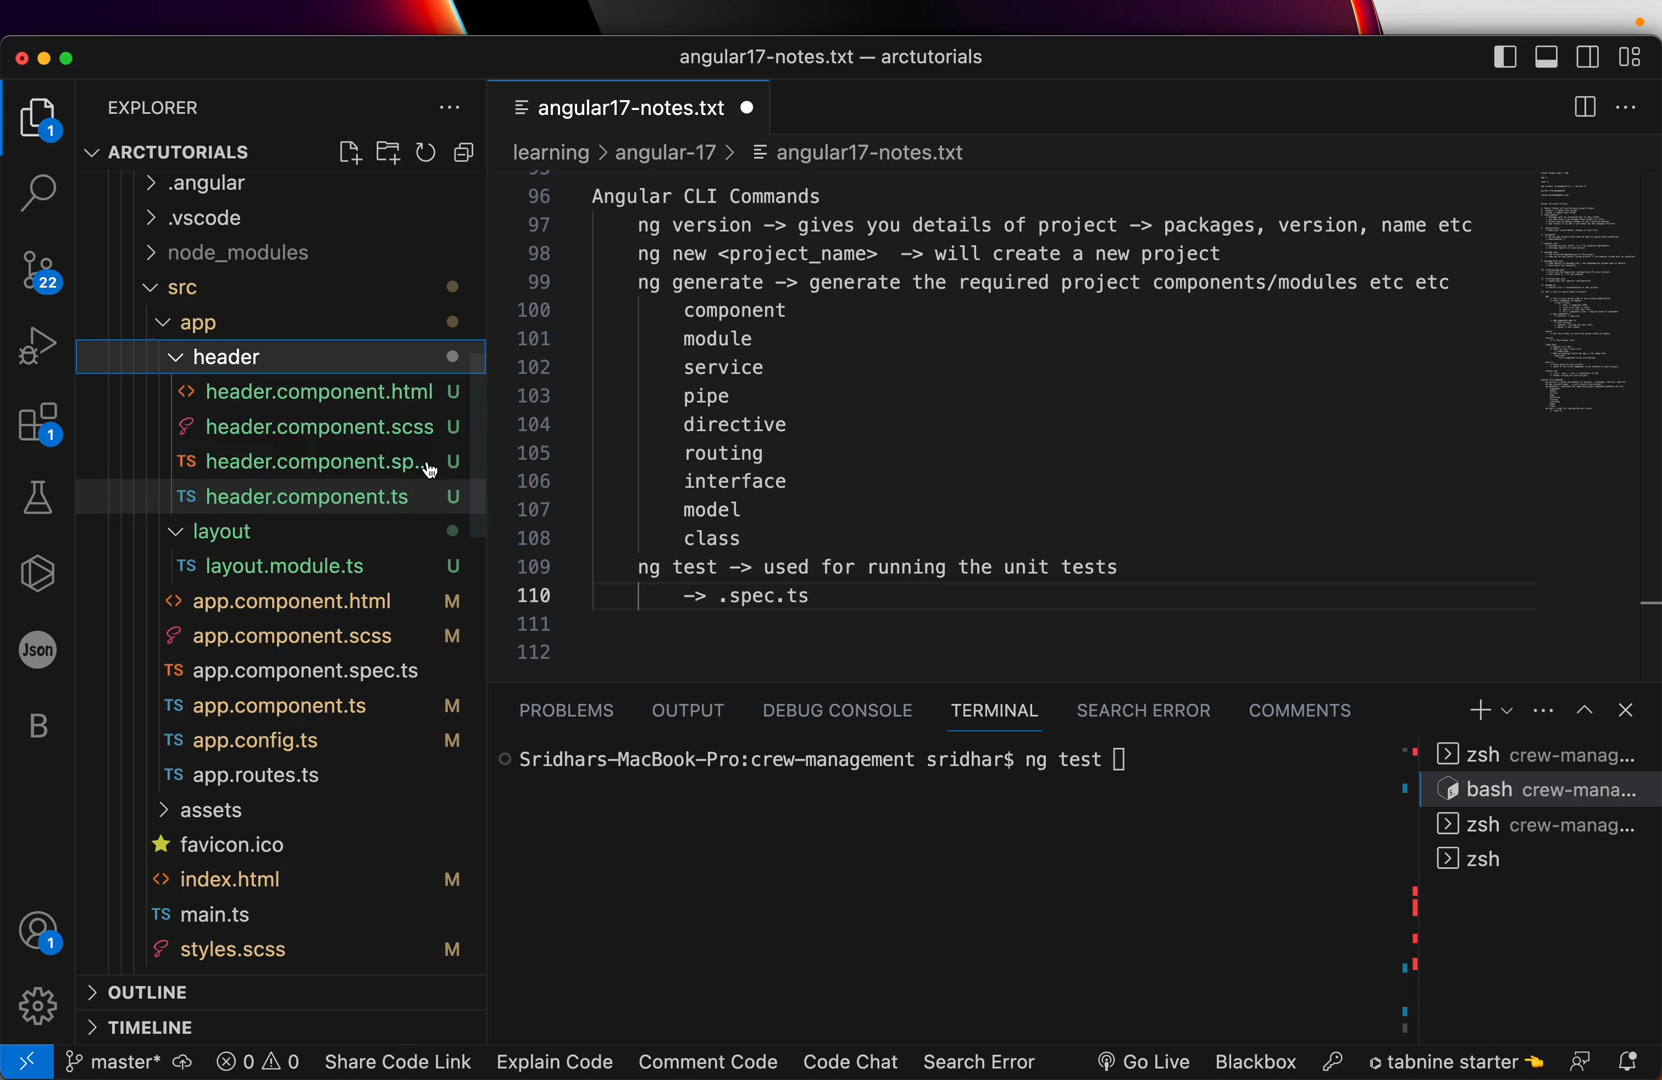 angular17-notes.txt — arctutorials
EXPLORER
angular17-notes.txt
ARCTUTORIALS
learning > angular-17 > angular17-notes.txt
.angular
.vscode
node_modules
src
app
header
header.component.html U
header.component.scss U
header.component.sp... U
header.component.ts U
layout
layout.module.ts U
app.component.html M
app.component.scss M
app.component.spec.ts
app.component.ts M
app.config.ts M
app.routes.ts
assets
favicon.ico
index.html M
main.ts
styles.scss M
OUTLINE
TIMELINE
1
22
1
Json
B
1
96 Angular CLI Commands
97 ng version -> gives you details of project -> packages, version, name etc
98 ng new <project_name> -> will create a new project
99 ng generate -> generate the required project components/modules etc etc
100 component
101 module
102 service
103 pipe
104 directive
105 routing
106 interface
107 model
108 class
109 ng test -> used for running the unit tests
110 -> .spec.ts
111
112
PROBLEMS OUTPUT DEBUG CONSOLE TERMINAL SEARCH ERROR COMMENTS
Sridhars-MacBook-Pro:crew-management sridhar$ ng test
zsh crew-manag...
bash crew-mana...
zsh crew-manag...
zsh
master* 0 0 Share Code Link Explain Code Comment Code Code Chat Search Error Go Live Blackbox tabnine starter